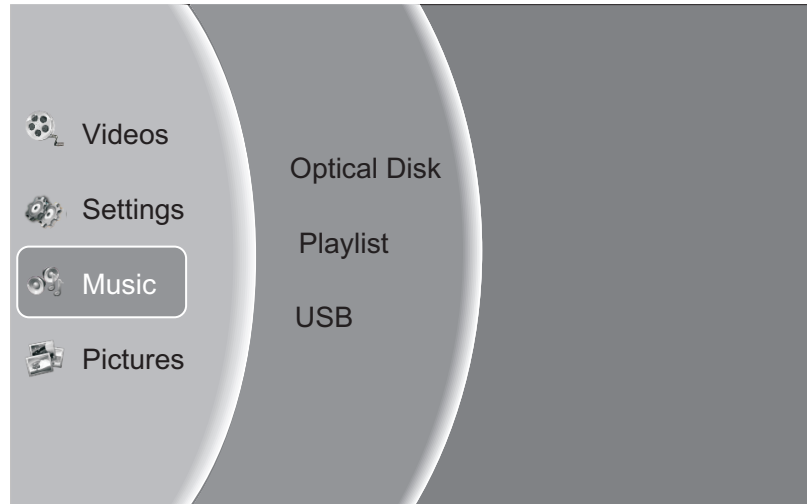 Videos
Settings
Music
Pictures
Optical Disk
Playlist
USB